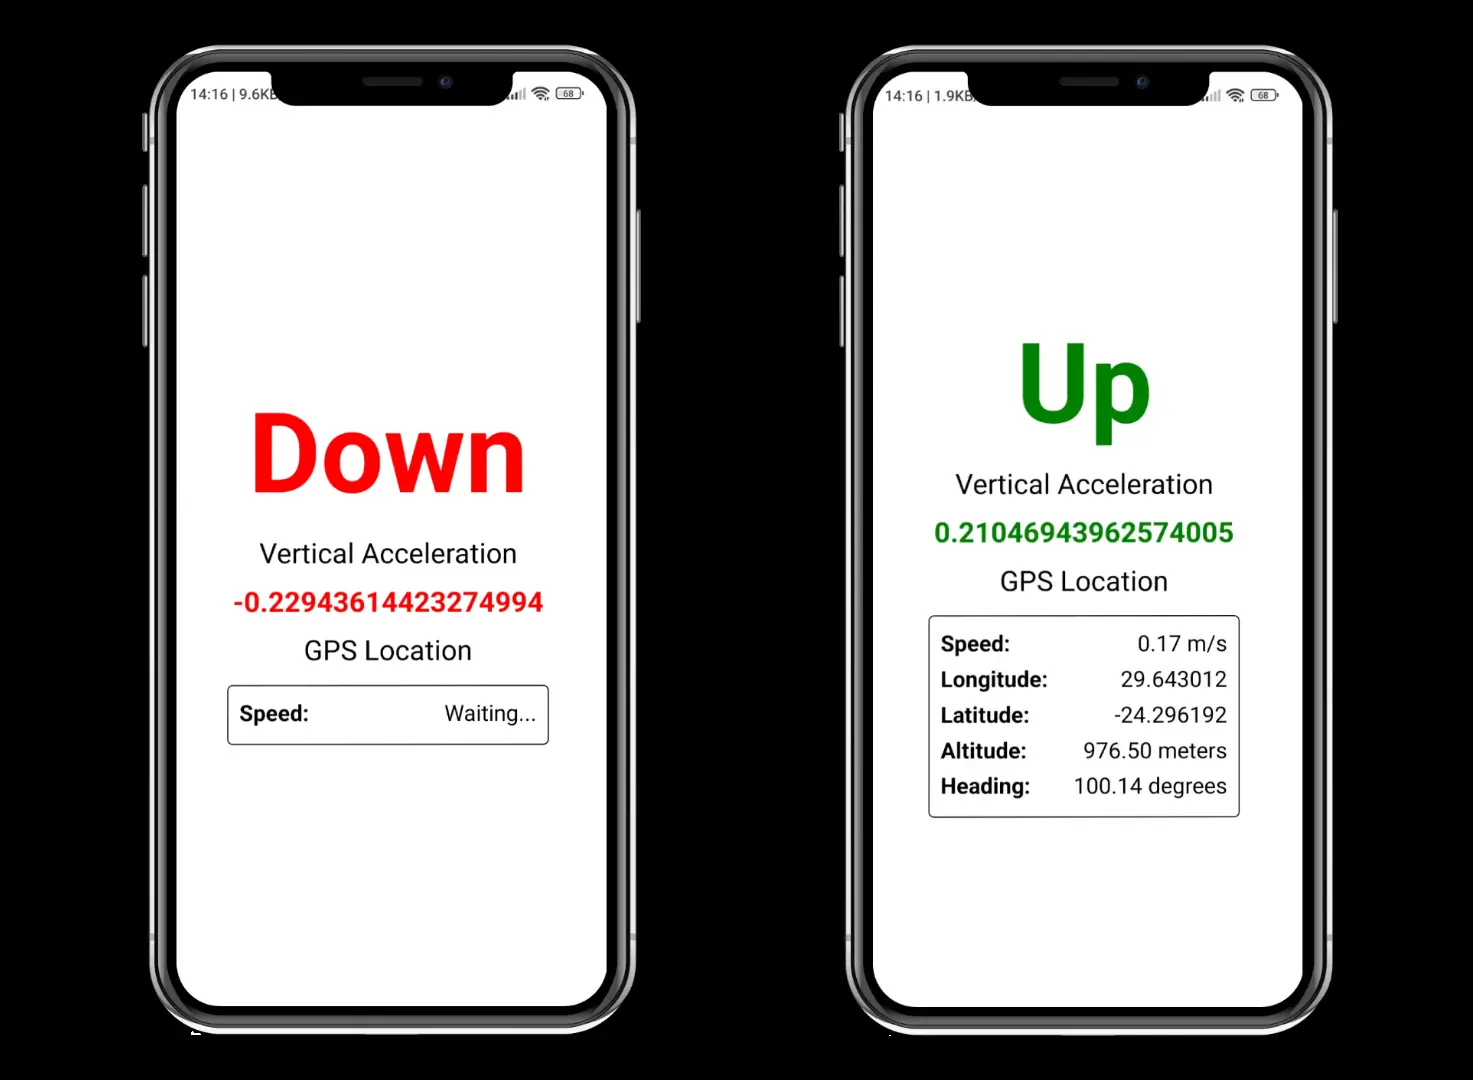 14:16 | 9.6KB
68
Down
Vertical Acceleration
-0.22943614423274994
GPS Location
Speed: Waiting...
14:16 | 1.9KB/
68
Up
Vertical Acceleration
0.21046943962574005
GPS Location
Speed: 0.17 m/s
Longitude: 29.643012
Latitude: -24.296192
Altitude: 976.50 meters
Heading: 100.14 degrees